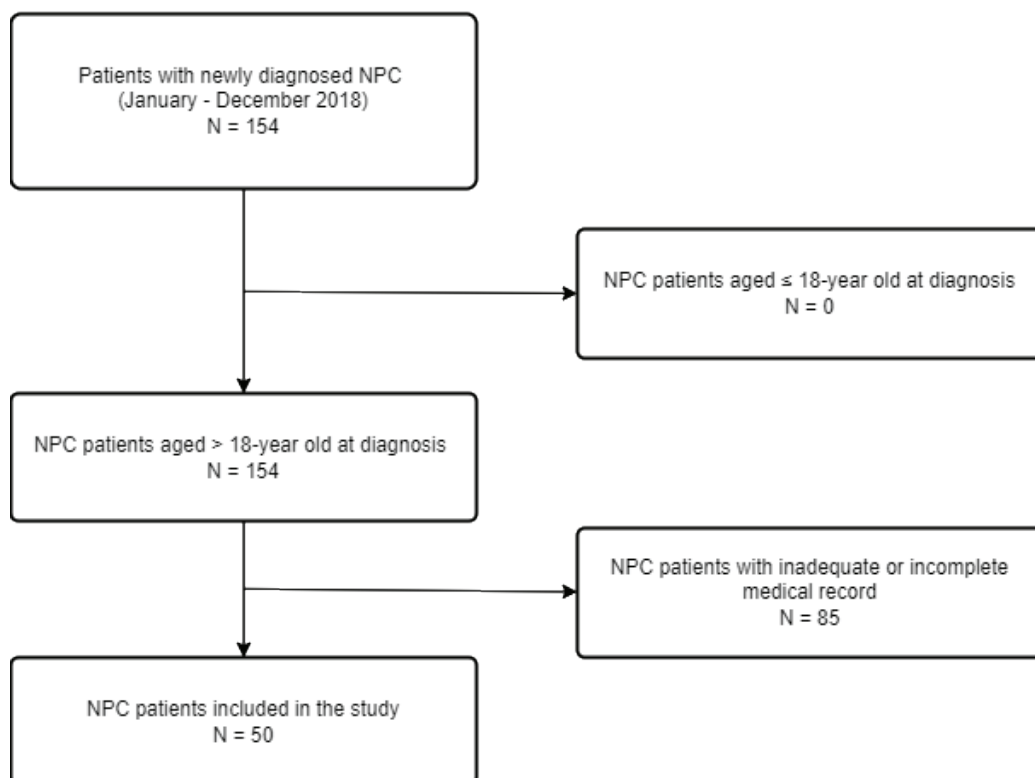 Patients with newly diagnosed NPC
(January - December 2018)
N = 154
NPC patients aged ≤ 18-year old at diagnosis
N = 0
NPC patients aged > 18-year old at diagnosis
N = 154
NPC patients with inadequate or incomplete
medical record
N = 85
NPC patients included in the study
N = 50